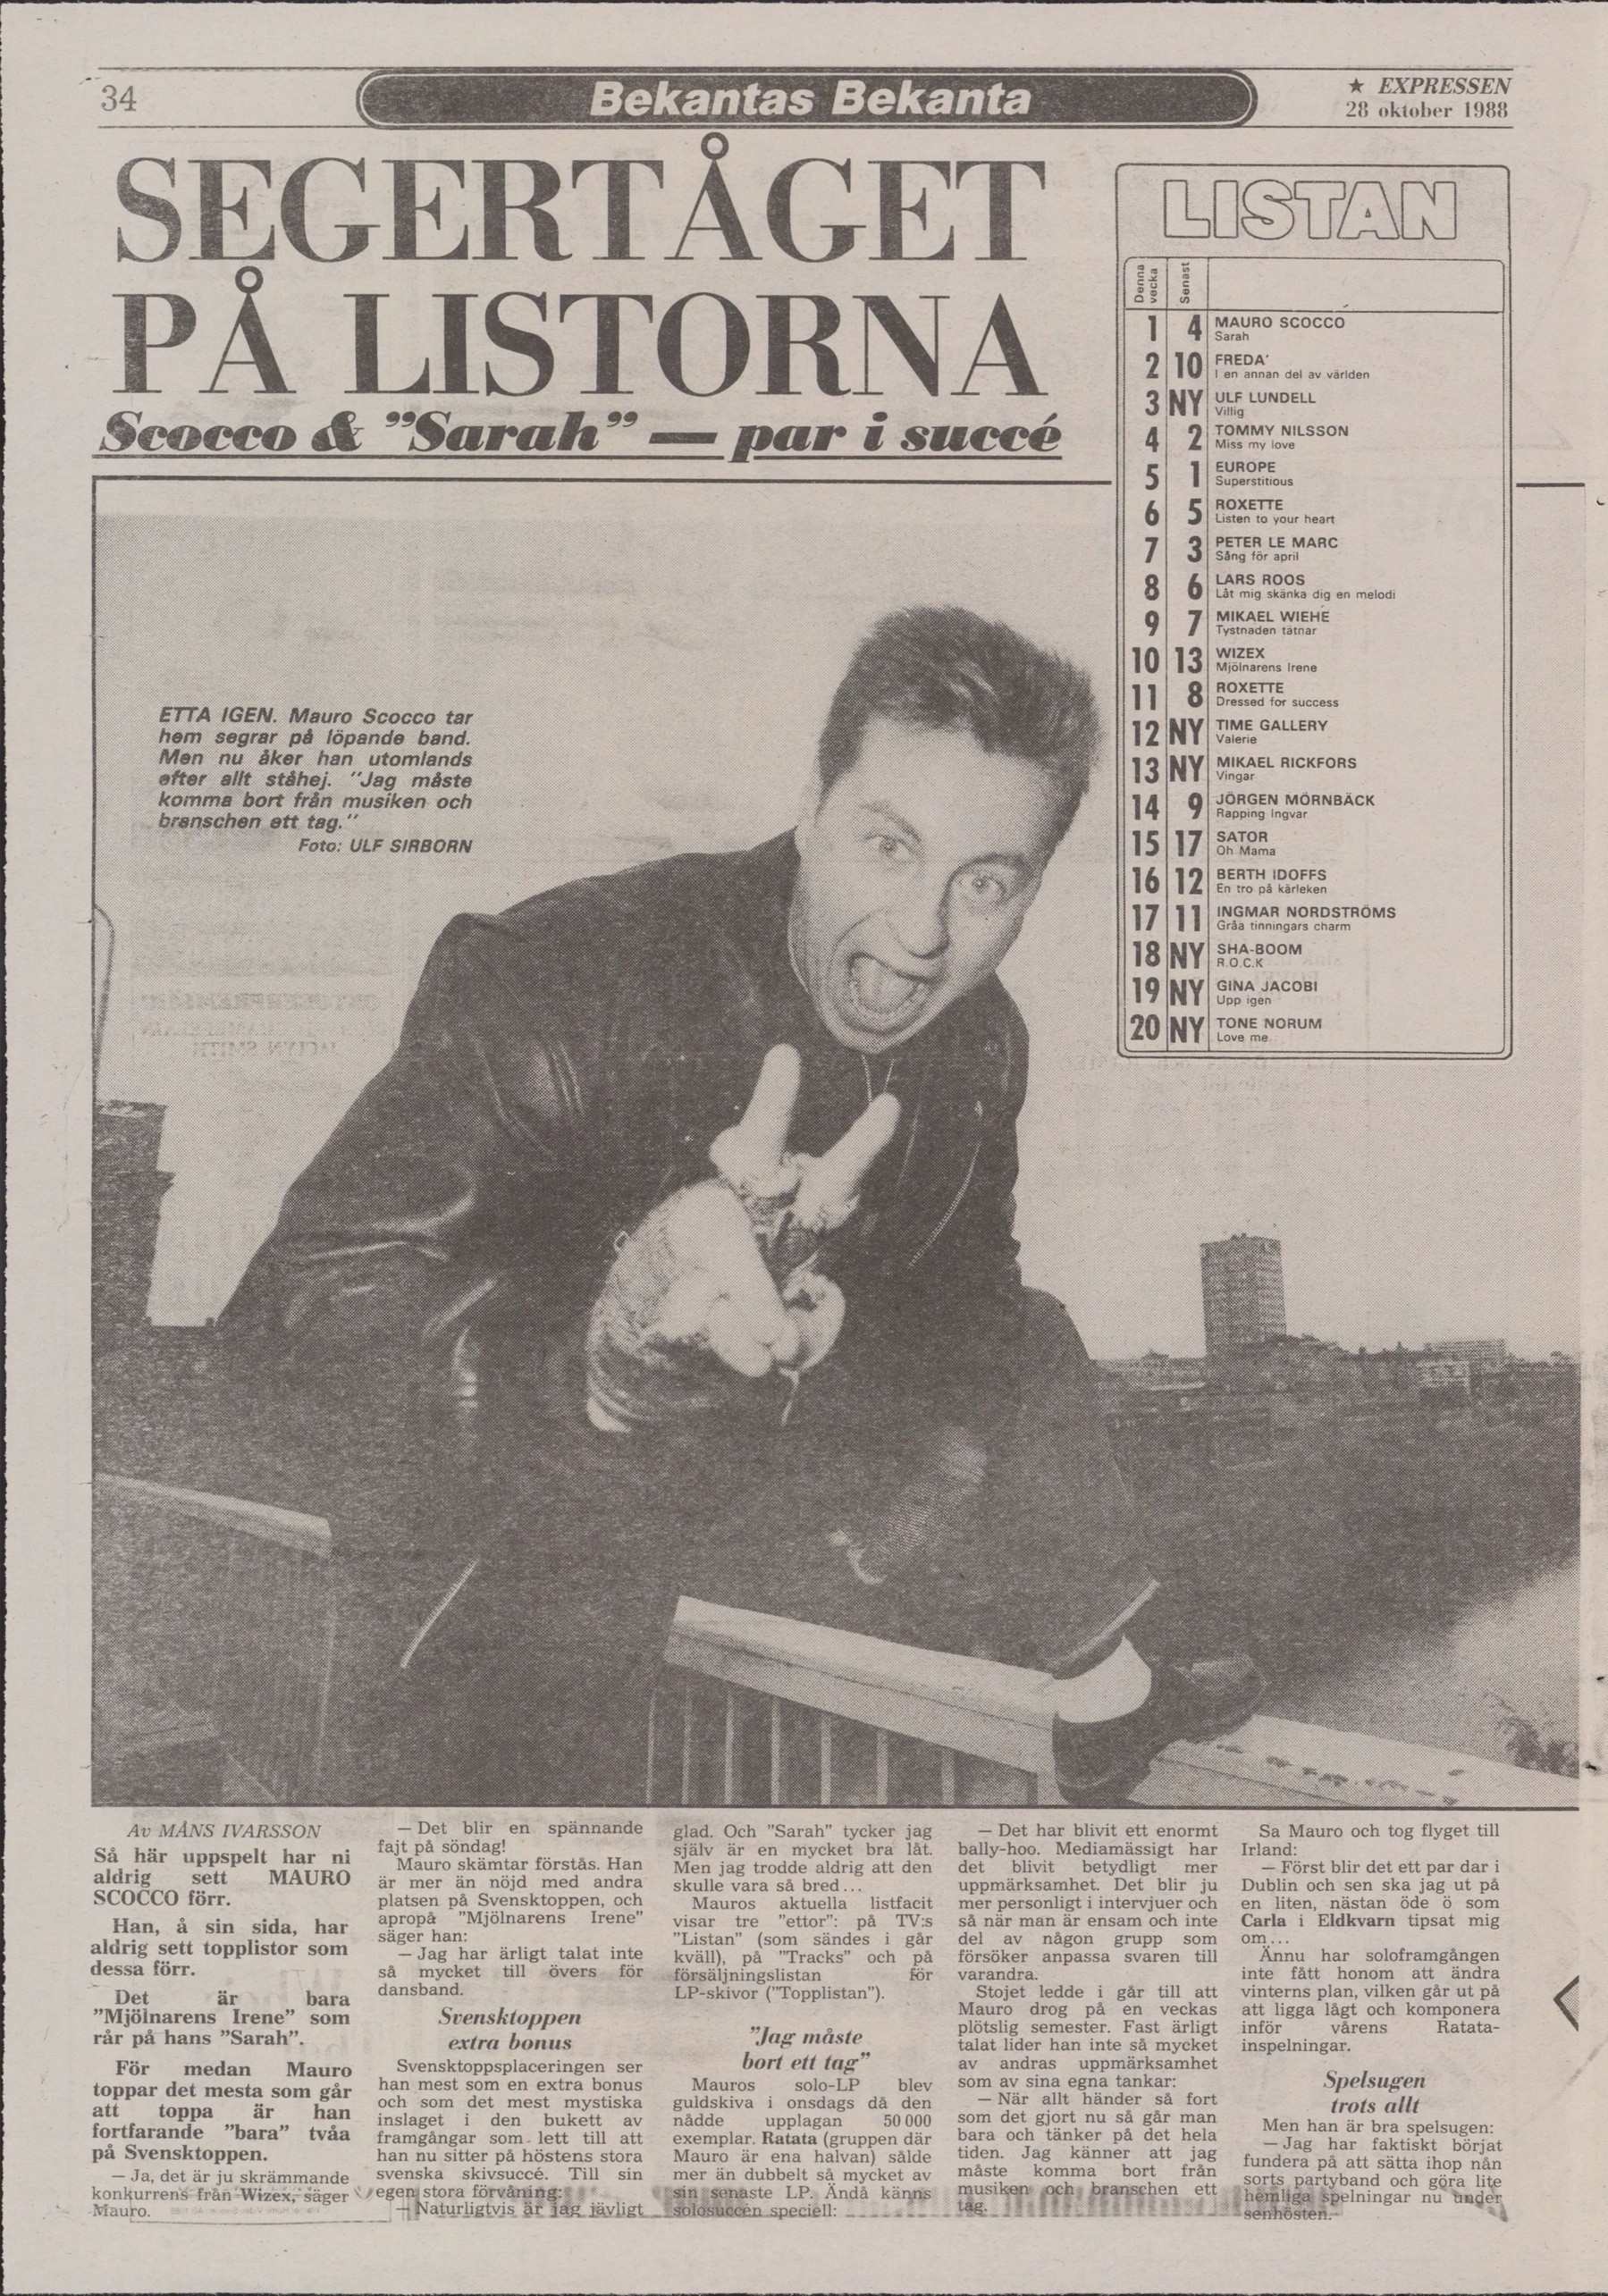 34
Bekantas Bekanta
★ EXPRESSEN
28 oktober 1988
SEGERTÅGET
PÅ LISTORNA
Scocco & ”Sarah” — par i succé
LISTAN
Denna vecka
Senast
1 4 MAURO SCOCCO
Sarah
2 10 FREDA’
I en annan del av världen
3 NY ULF LUNDELL
Villig
4 2 TOMMY NILSSON
Miss my love
5 1 EUROPE
Superstitious
6 5 ROXETTE
Listen to your heart
7 3 PETER LE MARC
Sång för april
8 6 LARS ROOS
Låt mig skänka dig en melodi
9 7 MIKAEL WIEHE
Tystnaden tätnar
10 13 WIZEX
Mjölnarens Irene
11 8 ROXETTE
Dressed for success
12 NY TIME GALLERY
Valerie
13 NY MIKAEL RICKFORS
Vingar
14 9 JÖRGEN MÖRNBÄCK
Rapping Ingvar
15 17 SATOR
Oh Mama
16 12 BERTH IDOFFS
En tro på kärleken
17 11 INGMAR NORDSTRÖMS
Gråa tinningars charm
18 NY SHA-BOOM
R.O.C.K
19 NY GINA JACOBI
Upp igen
20 NY TONE NORUM
Love me
ETTA IGEN. Mauro Scocco tar
hem segrar på löpande band.
Men nu åker han utomlands
efter allt ståhej. ”Jag måste
komma bort från musiken och
branschen ett tag.”
Foto: ULF SIRBORN
Av MÅNS IVARSSON
Så här uppspelt har ni
aldrig sett MAURO
SCOCCO förr.
Han, å sin sida, har
aldrig sett topplistor som
dessa förr.
Det är bara
”Mjölnarens Irene” som
rår på hans ”Sarah”.
För medan Mauro
toppar det mesta som går
att toppa är han
fortfarande ”bara” tvåa
på Svensktoppen.
— Ja, det är ju skrämmande
konkurrens från Wizex, säger
Mauro.
— Det blir en spännande
fajt på söndag!
Mauro skämtar förstås. Han
är mer än nöjd med andra
platsen på Svensktoppen, och
apropå ”Mjölnarens Irene”
säger han:
— Jag har ärligt talat inte
så mycket till övers för
dansband.
Svensktoppen
extra bonus
Svensktoppsplaceringen ser
han mest som en extra bonus
och som det mest mystiska
inslaget i den bukett av
framgångar som lett till att
han nu sitter på höstens stora
svenska skivsuccé. Till sin
egen stora förvåning:
— Naturligtvis är jag jävligt
glad. Och ”Sarah” tycker jag
själv är en mycket bra låt.
Men jag trodde aldrig att den
skulle vara så bred...
Mauros aktuella listfacit
visar tre ”ettor”: på TV:s
”Listan” (som sändes i går
kväll), på ”Tracks” och på
försäljningslistan för
LP-skivor (”Topplistan”).
”Jag måste
bort ett tag”
Mauros solo-LP blev
guldskiva i onsdags då den
nådde upplagan 50 000
exemplar. Ratata (gruppen där
Mauro är ena halvan) sålde
mer än dubbelt så mycket av
sin senaste LP. Ändå känns
solosuccén speciell:
— Det har blivit ett enormt
bally-hoo. Mediamässigt har
det blivit betydligt mer
uppmärksamhet. Det blir ju
mer personligt i intervjuer och
så när man är ensam och inte
del av någon grupp som
försöker anpassa svaren till
varandra.
Stojet ledde i går till att
Mauro drog på en veckas
plötslig semester. Fast ärligt
talat lider han inte så mycket
av andras uppmärksamhet
som av sina egna tankar:
— När allt händer så fort
som det gjort nu så går man
bara och tänker på det hela
tiden. Jag känner att jag
måste komma bort från
musiken och branschen ett
tag.
Sa Mauro och tog flyget till
Irland:
— Först blir det ett par dar i
Dublin och sen ska jag ut på
en liten, nästan öde ö som
Carla i Eldkvarn tipsat mig
om...
Ännu har soloframgången
inte fått honom att ändra
vinterns plan, vilken går ut på
att ligga lågt och komponera
inför vårens Ratata-
inspelningar.
Spelsugen
trots allt
Men han är bra spelsugen:
— Jag har faktiskt börjat
fundera på att sätta ihop nån
sorts partyband och göra lite
hemliga spelningar nu under
senhösten.